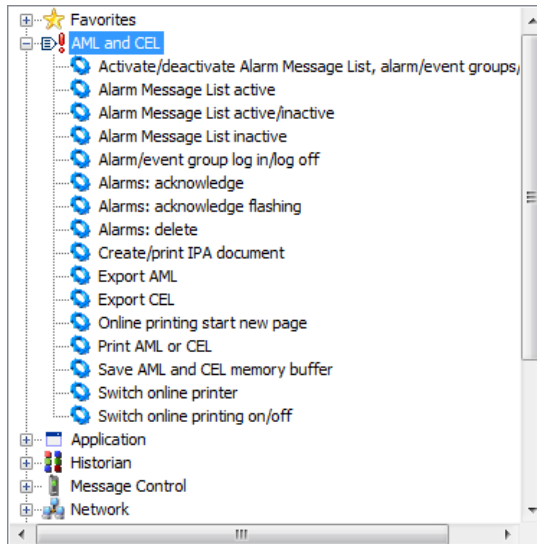 Favorites
AML and CEL
Activate/deactivate Alarm Message List, alarm/event groups,
Alarm Message List active
Alarm Message List active/inactive
Alarm Message List inactive
Alarm/event group log in/log off
Alarms: acknowledge
Alarms: acknowledge flashing
Alarms: delete
Create/print IPA document
Export AML
Export CEL
Online printing start new page
Print AML or CEL
Save AML and CEL memory buffer
Switch online printer
Switch online printing on/off
Application
Historian
Message Control
Network